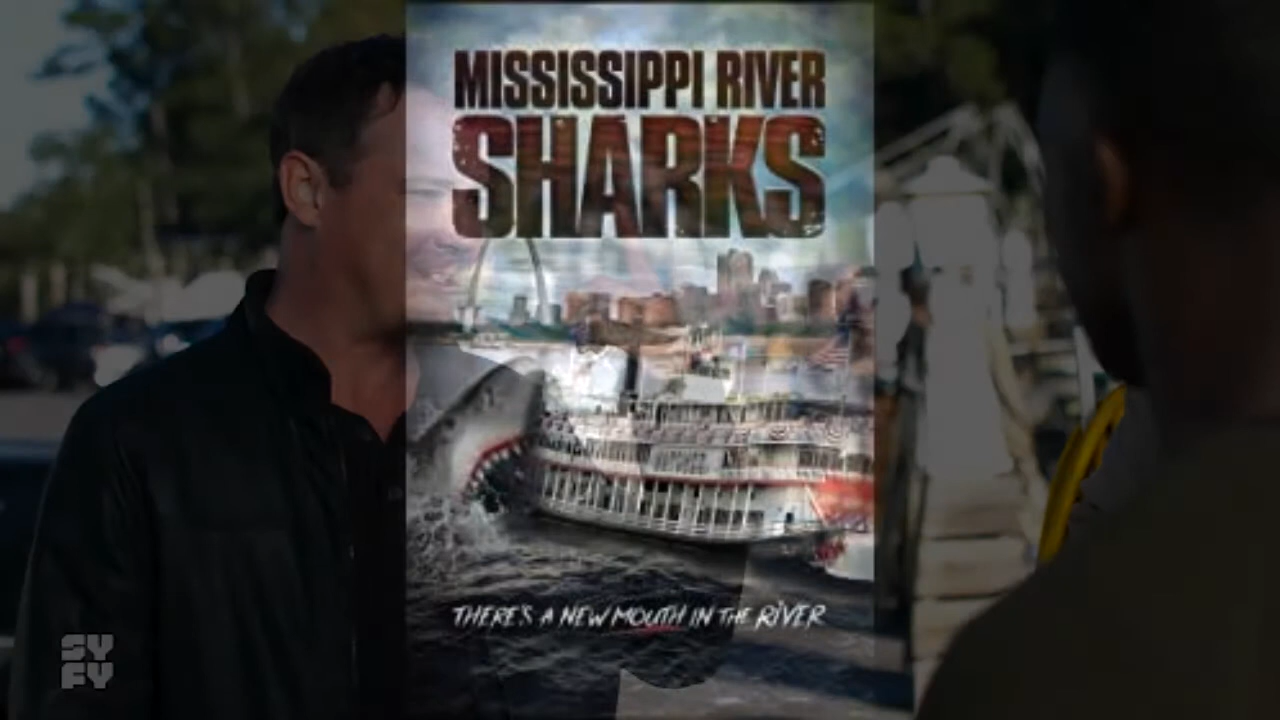 MISSISSIPPI RIVER
SHARKS
THERE'S A NEW MOUTH IN THE RIVER
SY
FY